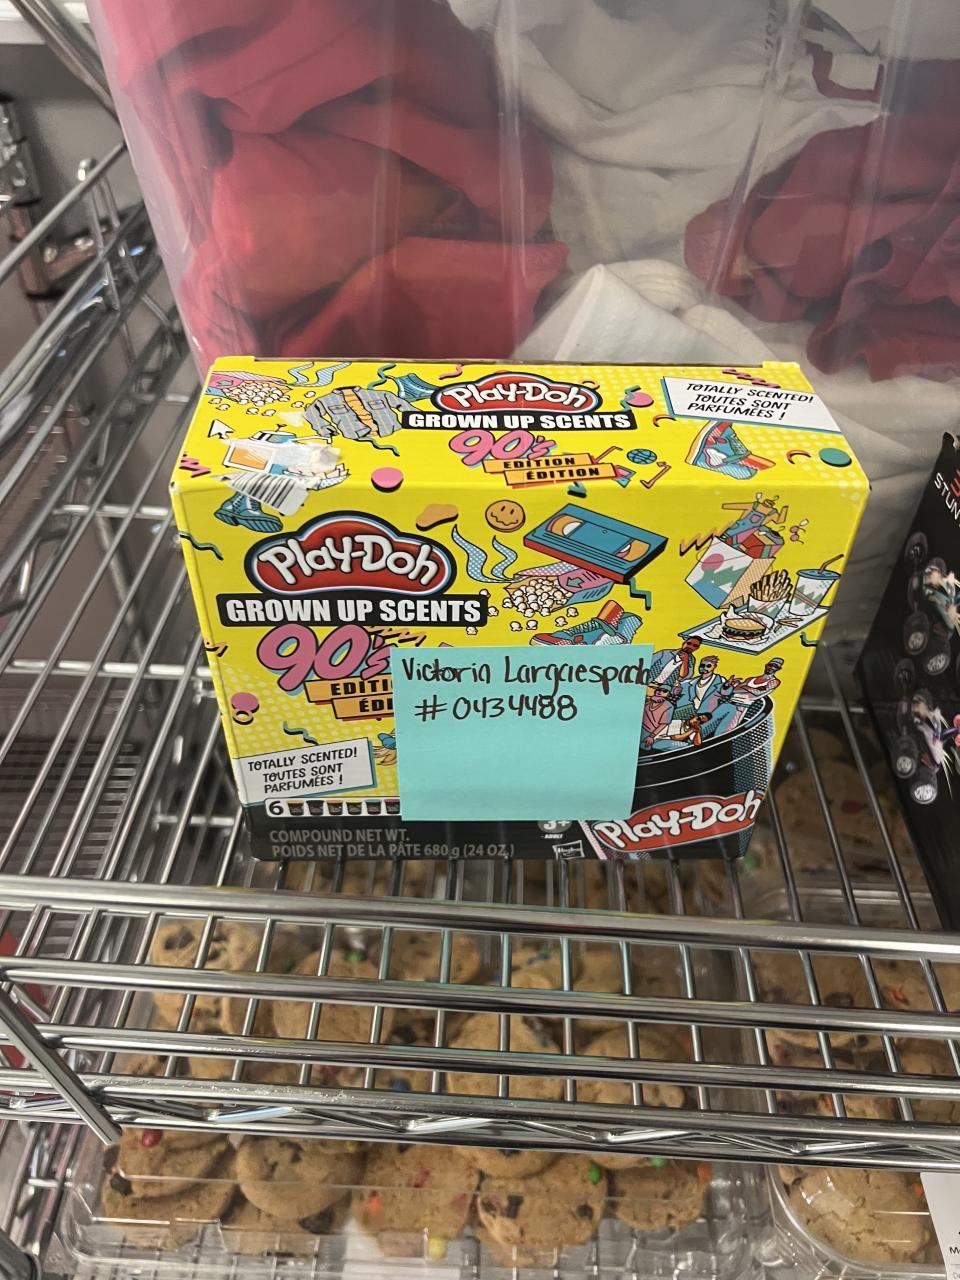 Play-Doh
GROWN UP SCENTS
90's
EDITION
ÉDITION
TOTALLY SCENTED!
TOUTES SONT
PARFUMÉES !
Play-Doh
GROWN UP SCENTS
90's
Victoria Largaespada
#0434488
TOTALLY SCENTED!
TOUTES SONT
PARFUMÉES !
6
3+
Play-Doh
COMPOUND NET WT.
POIDS NET DE LA PÂTE 680 g (24 OZ.)
Hasbro